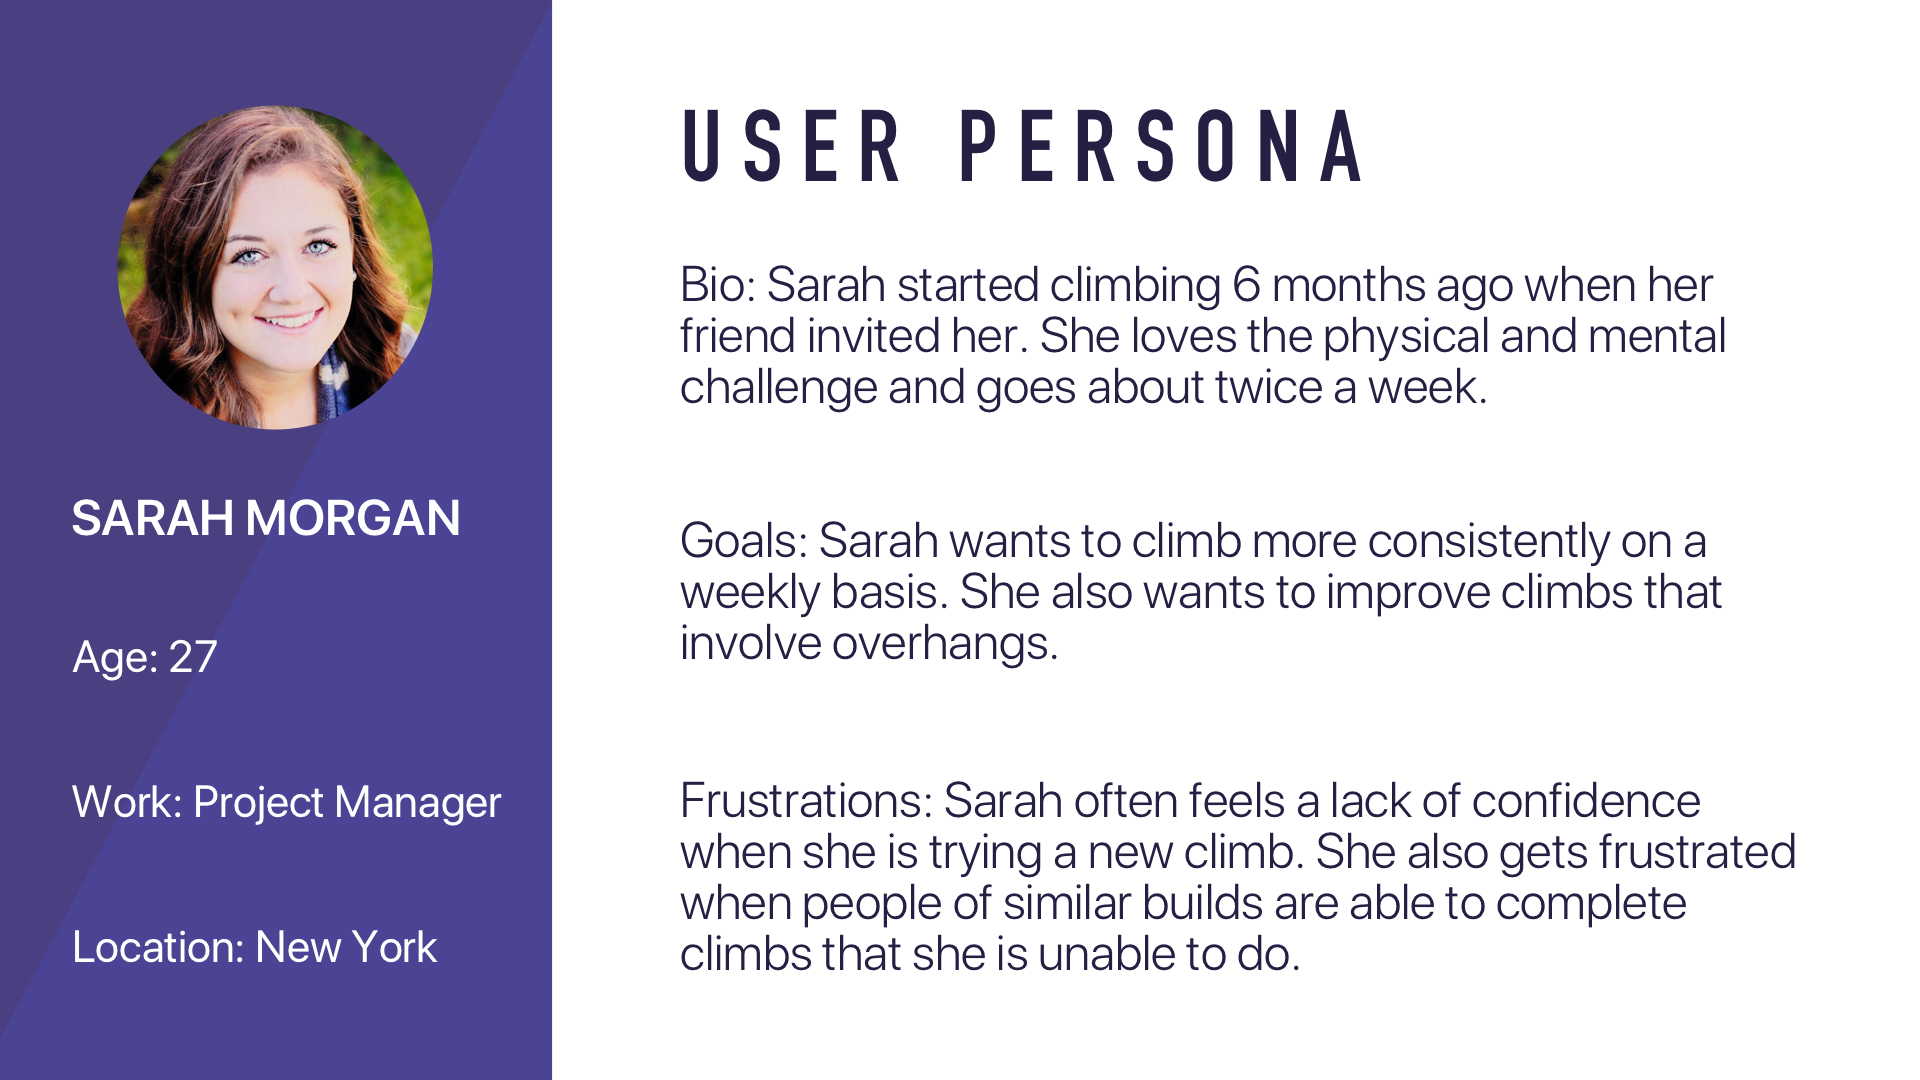 SARAH MORGAN
Age: 27
Work: Project Manager
Location: New York
USER PERSONA
Bio: Sarah started climbing 6 months ago when her
friend invited her. She loves the physical and mental
challenge and goes about twice a week.
Goals: Sarah wants to climb more consistently on a
weekly basis. She also wants to improve climbs that
involve overhangs.
Frustrations: Sarah often feels a lack of confidence
when she is trying a new climb. She also gets frustrated
when people of similar builds are able to complete
climbs that she is unable to do.